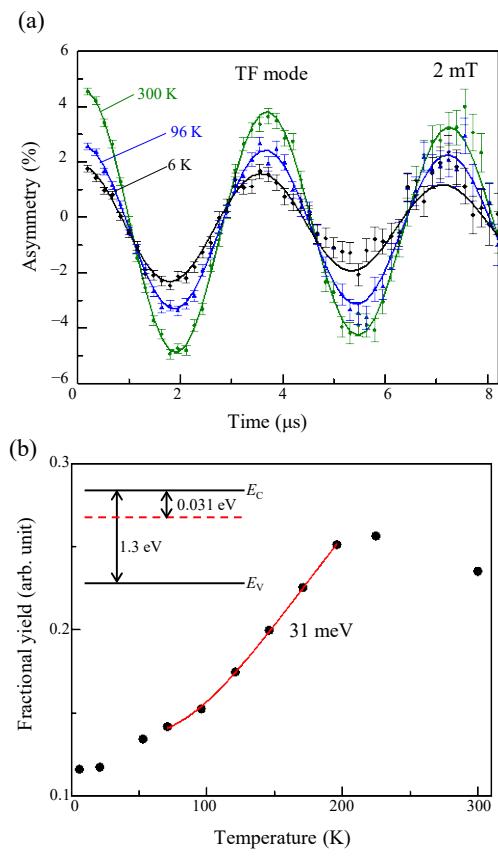 (a)
6
4
2
0
−2
−4
−6
Asymmetry (%)
TF mode
2 mT
300 K
96 K
6 K
0
2
4
6
8
Time (μs)
(b)
0.3
0.2
0.1
Fractional yield (arb. unit)
E_C
0.031 eV
1.3 eV
E_V
31 meV
0
100
200
300
Temperature (K)